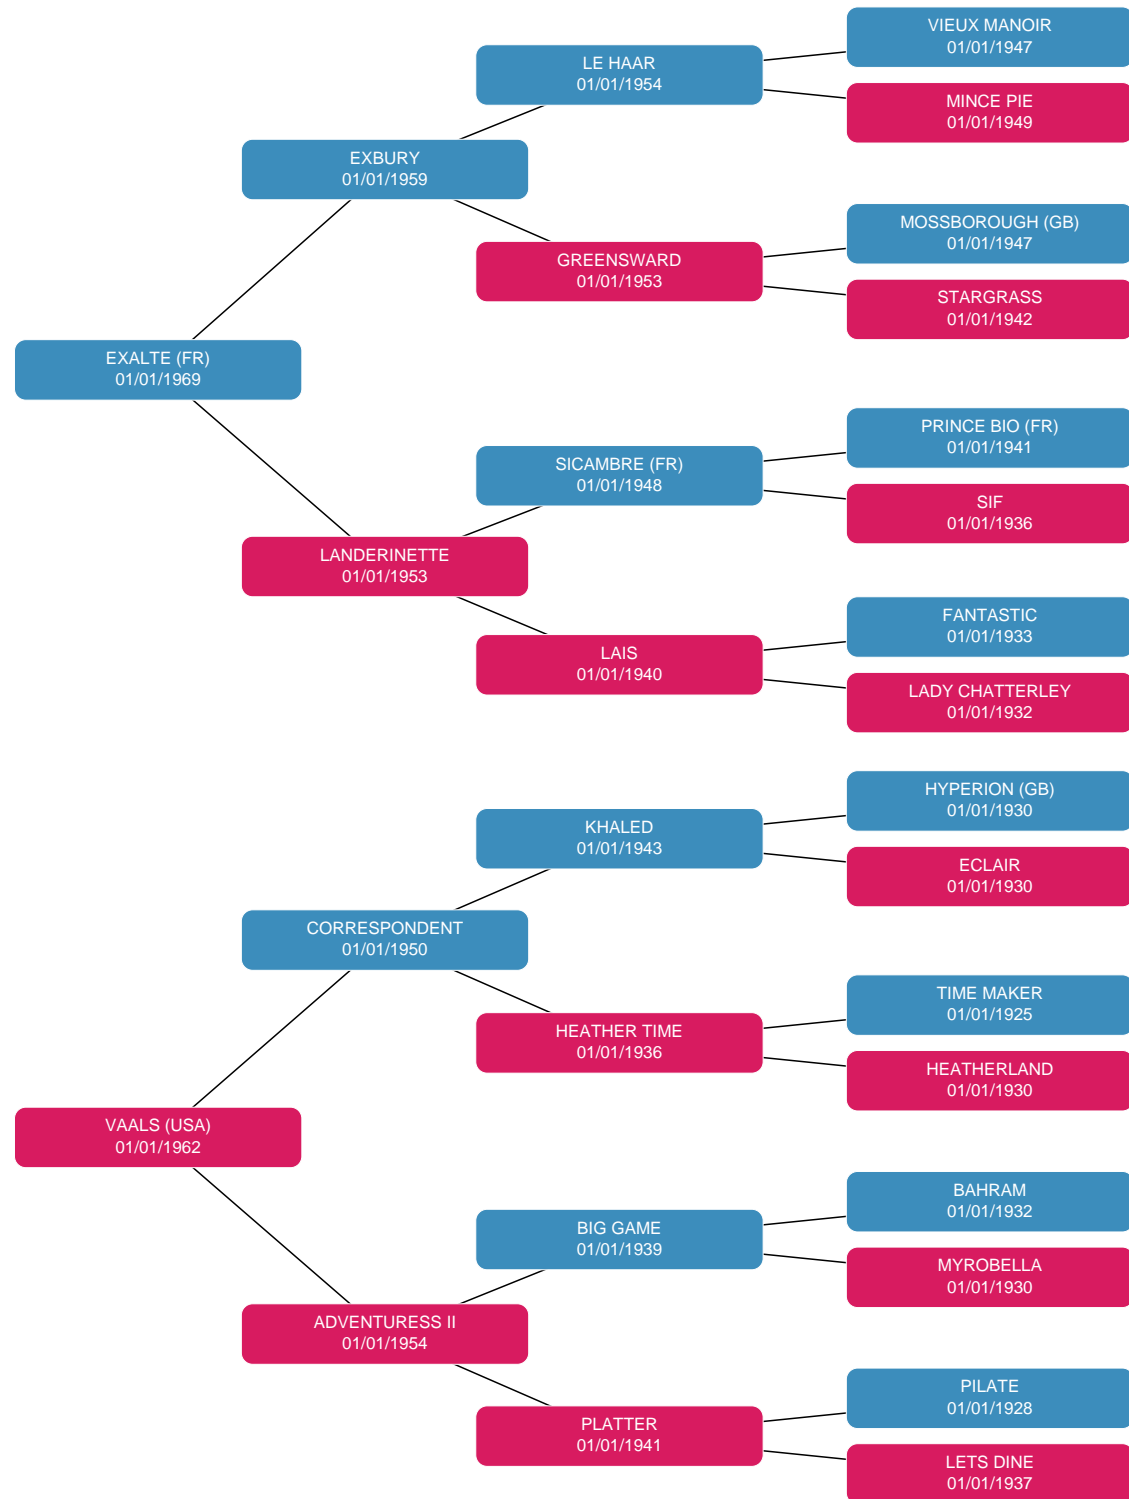 VIEUX MANOIR
01/01/1947
LE HAAR
01/01/1954
MINCE PIE
01/01/1949
EXBURY
01/01/1959
MOSSBOROUGH (GB)
01/01/1947
GREENSWARD
01/01/1953
STARGRASS
01/01/1942
EXALTE (FR)
01/01/1969
PRINCE BIO (FR)
01/01/1941
SICAMBRE (FR)
01/01/1948
SIF
01/01/1936
LANDERINETTE
01/01/1953
FANTASTIC
01/01/1933
LAIS
01/01/1940
LADY CHATTERLEY
01/01/1932
HYPERION (GB)
01/01/1930
KHALED
01/01/1943
ECLAIR
01/01/1930
CORRESPONDENT
01/01/1950
TIME MAKER
01/01/1925
HEATHER TIME
01/01/1936
HEATHERLAND
01/01/1930
VAALS (USA)
01/01/1962
BAHRAM
01/01/1932
BIG GAME
01/01/1939
MYROBELLA
01/01/1930
ADVENTURESS II
01/01/1954
PILATE
01/01/1928
PLATTER
01/01/1941
LETS DINE
01/01/1937